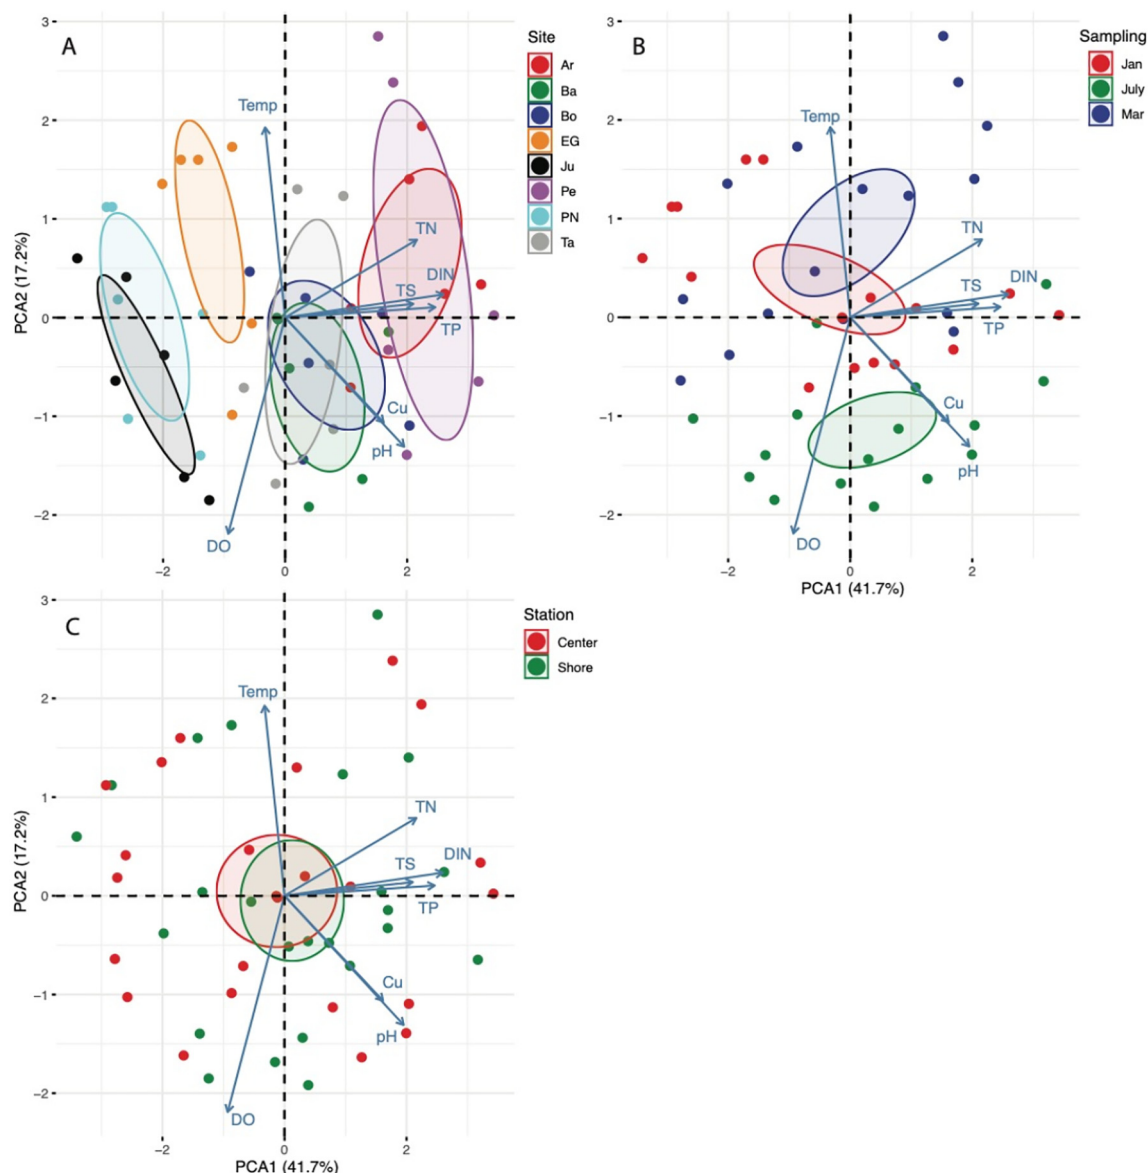 A
3
2
1
0
−1
−2
PCA2 (17.2%)
Temp
TN
DIN
TS
TP
Cu
pH
DO
−2
0
2
Site
Ar
Ba
Bo
EG
Ju
Pe
PN
Ta
B
3
2
1
0
−1
−2
Temp
TN
DIN
TS
TP
Cu
pH
DO
−2
0
2
PCA1 (41.7%)
Sampling
Jan
July
Mar
C
3
2
1
0
−1
−2
PCA2 (17.2%)
Temp
TN
DIN
TS
TP
Cu
pH
DO
−2
0
2
PCA1 (41.7%)
Station
Center
Shore